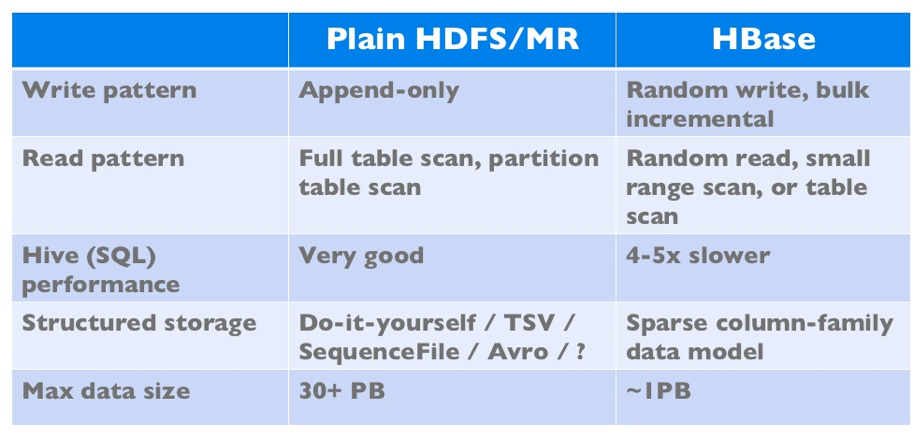 Plain HDFS/MR HBase
Write pattern Append-only Random write, bulk
incremental
Read pattern Full table scan, partition Random read, small
table scan range scan, or table
scan
Hive (SQL) Very good 4-5x slower
performance
Structured storage Do-it-yourself / TSV / Sparse column-family
SequenceFile / Avro / ? data model
Max data size 30+ PB ~1PB